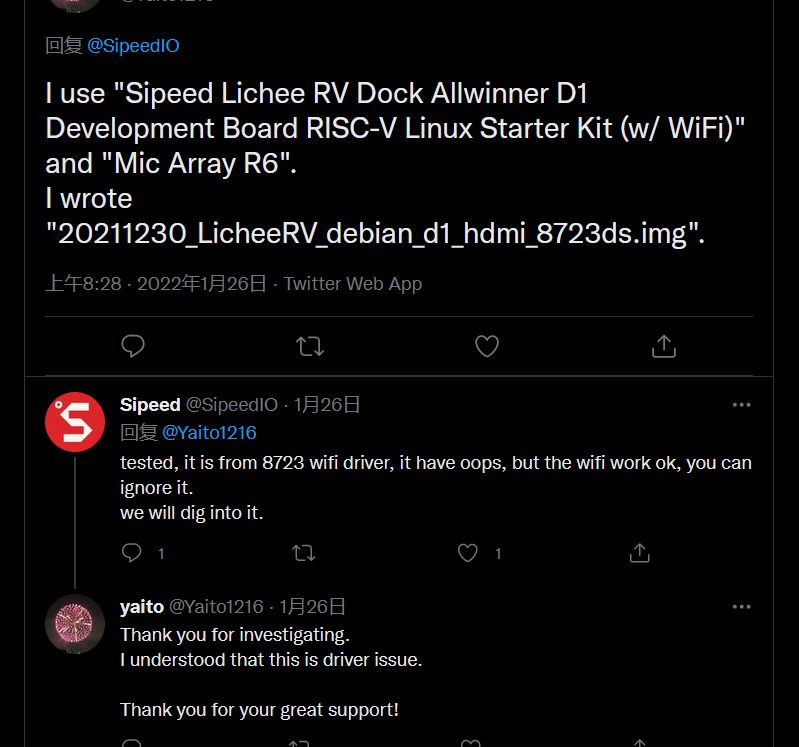 回复 @SipeedIO
I use "Sipeed Lichee RV Dock Allwinner D1
Development Board RISC-V Linux Starter Kit (w/ WiFi)"
and "Mic Array R6".
I wrote
"20211230_LicheeRV_debian_d1_hdmi_8723ds.img".
上午8:28 · 2022年1月26日 · Twitter Web App
Sipeed @SipeedIO · 1月26日
回复 @Yaito1216
tested, it is from 8723 wifi driver, it have oops, but the wifi work ok, you can
ignore it.
we will dig into it.
1 1
yaito @Yaito1216 · 1月26日
Thank you for investigating.
I understood that this is driver issue.
Thank you for your great support!